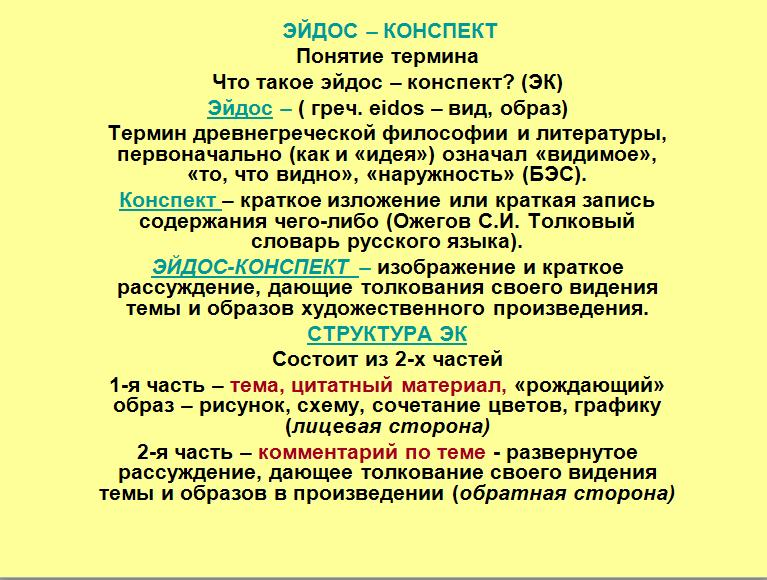 ЭЙДОС – КОНСПЕКТ
Понятие термина
Что такое эйдос – конспект? (ЭК)
Эйдос – ( греч. eidos – вид, образ)
Термин древнегреческой философии и литературы,
первоначально (как и «идея») означал «видимое»,
«то, что видно», «наружность» (БЭС).
Конспект – краткое изложение или краткая запись
содержания чего-либо (Ожегов С.И. Толковый
словарь русского языка).
ЭЙДОС-КОНСПЕКТ – изображение и краткое
рассуждение, дающие толкования своего видения
темы и образов художественного произведения.
СТРУКТУРА ЭК
Состоит из 2-х частей
1-я часть – тема, цитатный материал, «рождающий»
образ – рисунок, схему, сочетание цветов, графику
(лицевая сторона)
2-я часть – комментарий по теме - развернутое
рассуждение, дающее толкование своего видения
темы и образов в произведении (обратная сторона)